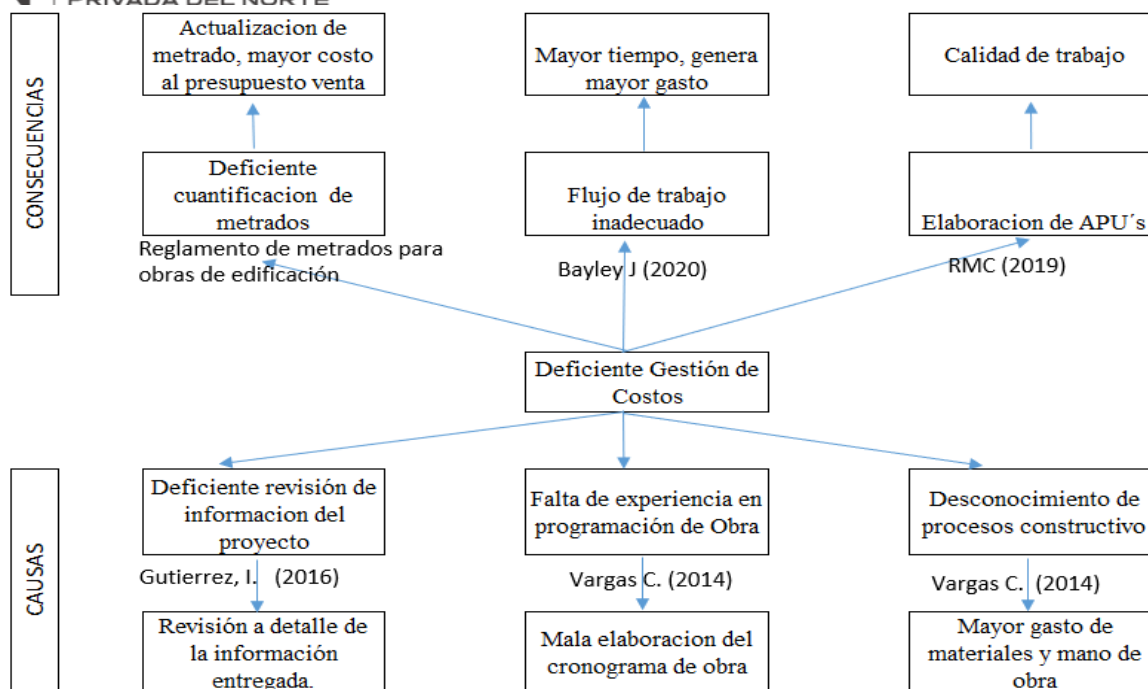 PRIVADA DEL NORTE
CONSECUENCIAS
Actualizacion de
metrado, mayor costo
al presupuesto venta
Mayor tiempo, genera
mayor gasto
Calidad de trabajo
Deficiente
cuantificacion de
metrados
Flujo de trabajo
inadecuado
Elaboracion de APU´s
Reglamento de metrados para
obras de edificación
Bayley J (2020)
RMC (2019)
Deficiente Gestión de
Costos
CAUSAS
Deficiente revisión de
informacion del
proyecto
Falta de experiencia en
programación de Obra
Desconocimiento de
procesos constructivo
Gutierrez, I. (2016)
Vargas C. (2014)
Vargas C. (2014)
Revisión a detalle de
la información
entregada.
Mala elaboracion del
cronograma de obra
Mayor gasto de
materiales y mano de
obra